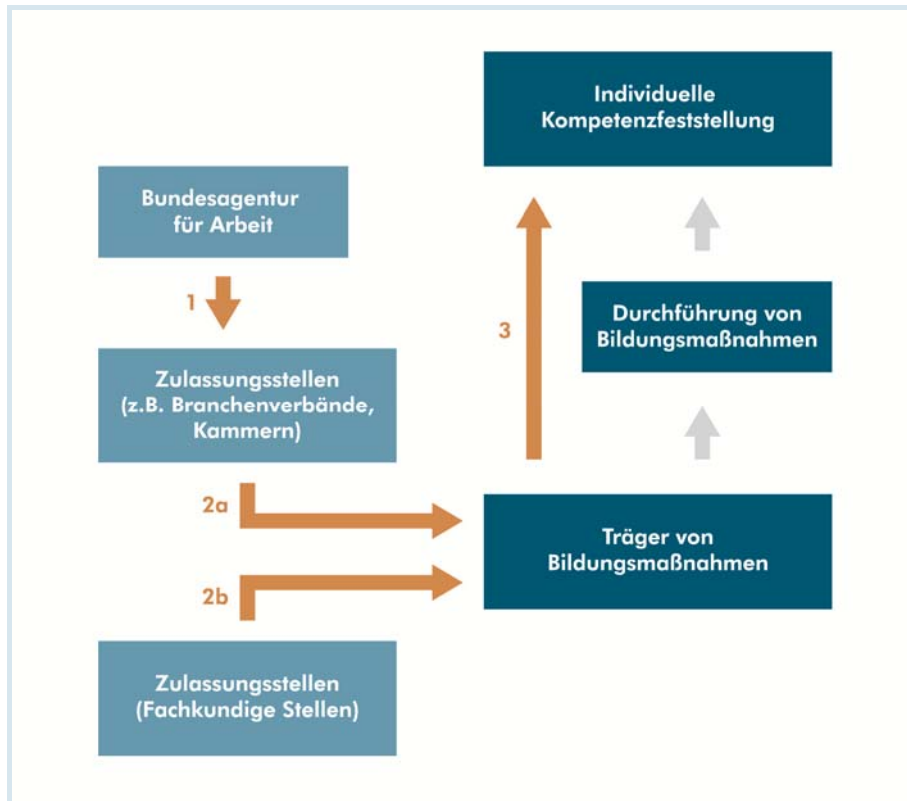 Individuelle
Kompetenzfeststellung
Bundesagentur
für Arbeit
1
3
Durchführung von
Bildungsmaßnahmen
Zulassungsstellen
(z.B. Branchenverbände,
Kammern)
2a
Träger von
Bildungsmaßnahmen
2b
Zulassungsstellen
(Fachkundige Stellen)